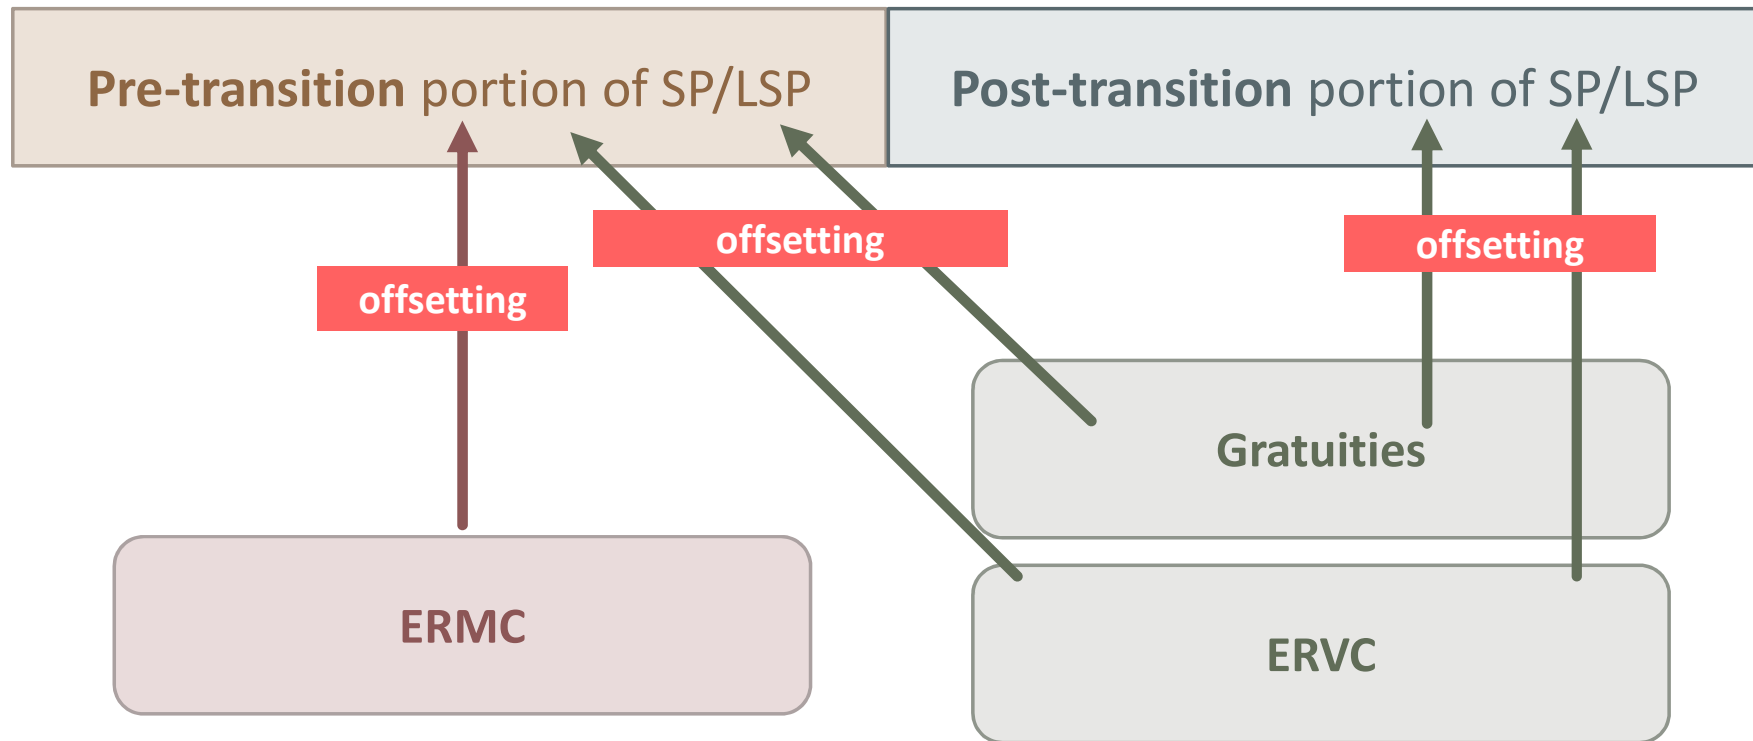 Pre-transition portion of SP/LSP
Post-transition portion of SP/LSP
offsetting
offsetting
offsetting
Gratuities
ERMC
ERVC